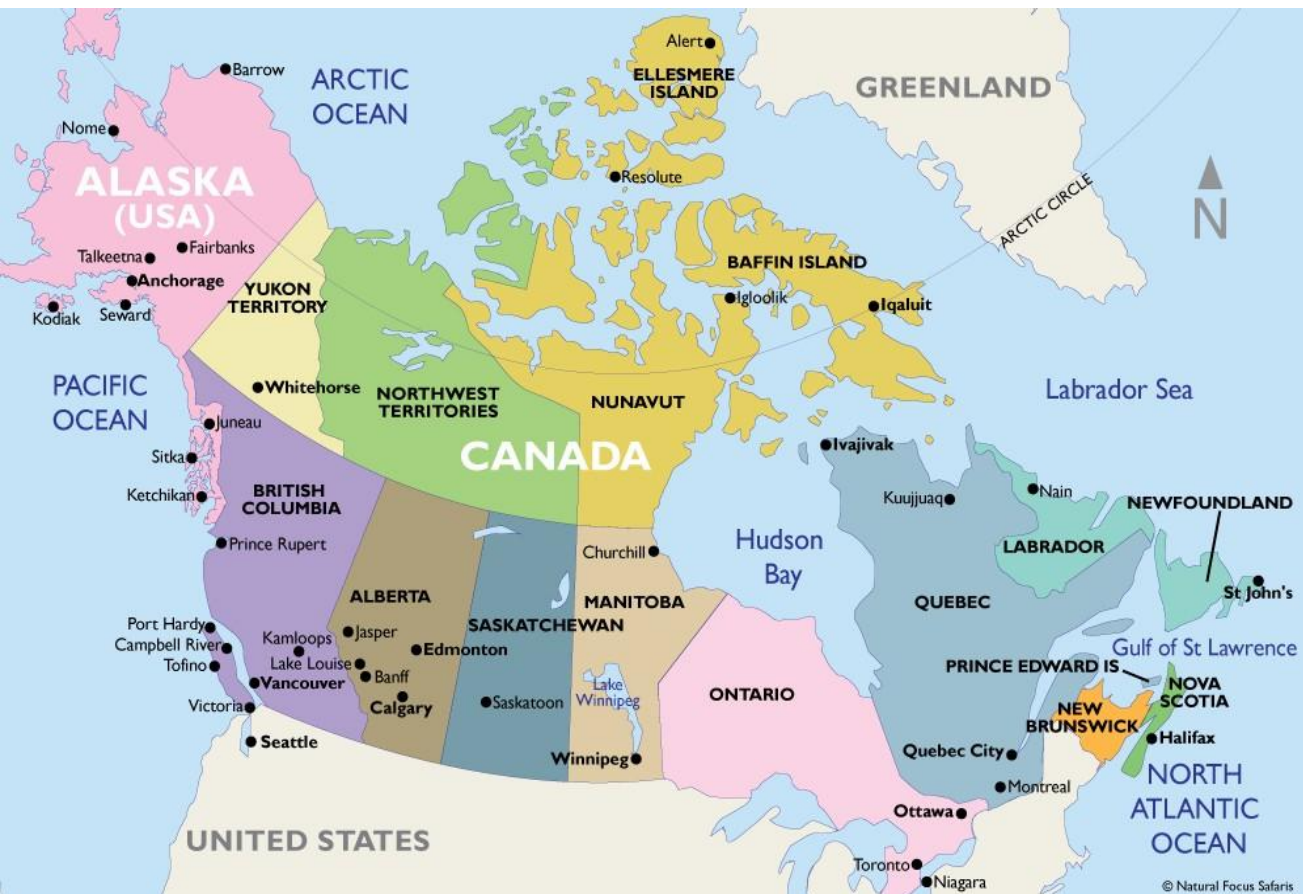 Alert
ELLESMERE
ISLAND
GREENLAND
Barrow
ARCTIC
OCEAN
Nome
ALASKA
(USA)
Resolute
N
ARCTIC CIRCLE
Talkeetna
Fairbanks
Anchorage
Kodiak
Seward
YUKON
TERRITORY
BAFFIN ISLAND
Igloolik
Iqaluit
PACIFIC
OCEAN
Whitehorse
NORTHWEST
TERRITORIES
NUNAVUT
Labrador Sea
Juneau
CANADA
Ivajivak
Sitka
Ketchikan
BRITISH
COLUMBIA
Kuujjuaq
Nain
NEWFOUNDLAND
Prince Rupert
Churchill
Hudson
Bay
LABRADOR
St John's
ALBERTA
MANITOBA
QUEBEC
SASKATCHEWAN
Port Hardy
Campbell River
Tofino
Kamloops
Jasper
Lake Louise
Edmonton
Banff
Gulf of St Lawrence
PRINCE EDWARD IS
Vancouver
Calgary
Saskatoon
Lake
Winnipeg
ONTARIO
NOVA
SCOTIA
NEW
BRUNSWICK
Victoria
Seattle
Winnipeg
Quebec City
Halifax
Montreal
NORTH
ATLANTIC
OCEAN
UNITED STATES
Ottawa
Toronto
Niagara
© Natural Focus Safaris